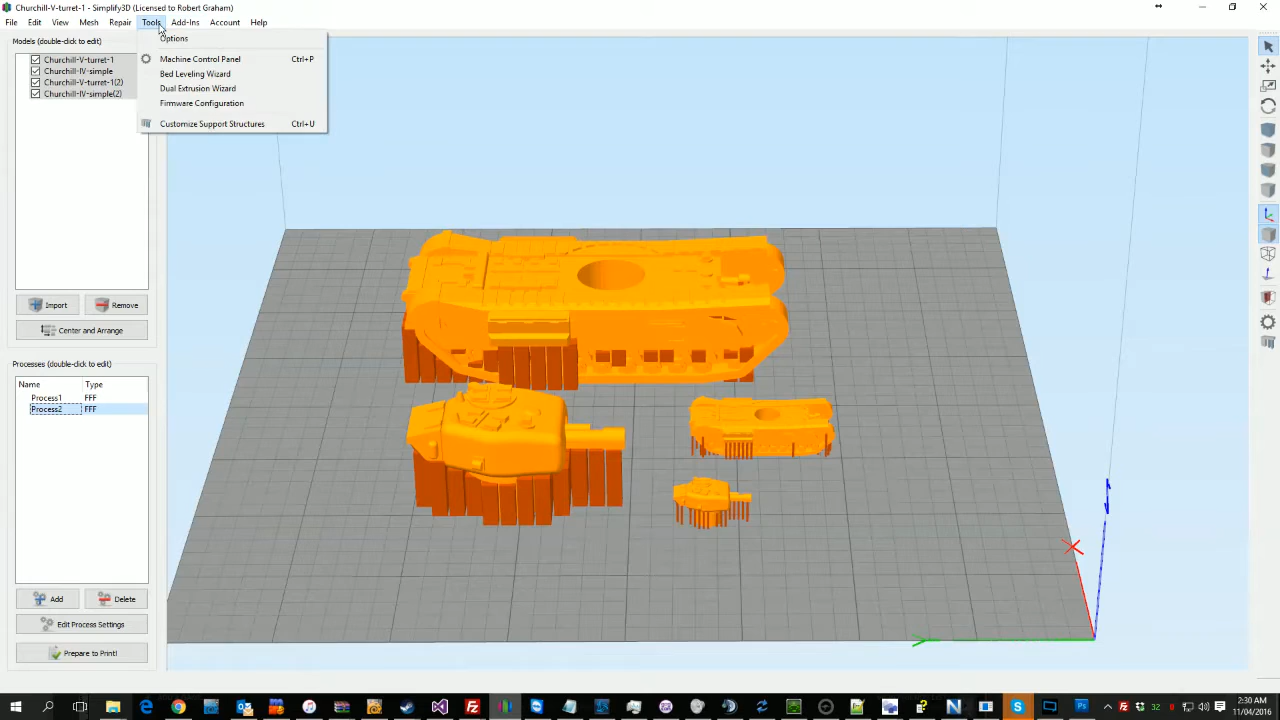 Churchill-V-turret-1 - Simplify3D (Licensed to Robert Graham)
File Edit View Mesh Repair Tools Add-Ins Account Help
Models (double-click to edit)
Churchill-V-turret-1
Churchill-IV-simple
Churchill-V-turret-1(2)
Churchill-IV-simple(2)
Options
Machine Control Panel Ctrl+P
Bed Leveling Wizard
Dual Extrusion Wizard
Firmware Configuration
Customize Support Structures Ctrl+U
Import Remove
Center and Arrange
Processes (double-click to edit)
Name Type
Process1 FFF
Process2 FFF
Add Delete
Edit Process Settings
Prepare to Print!
2:30 AM
11/04/2016